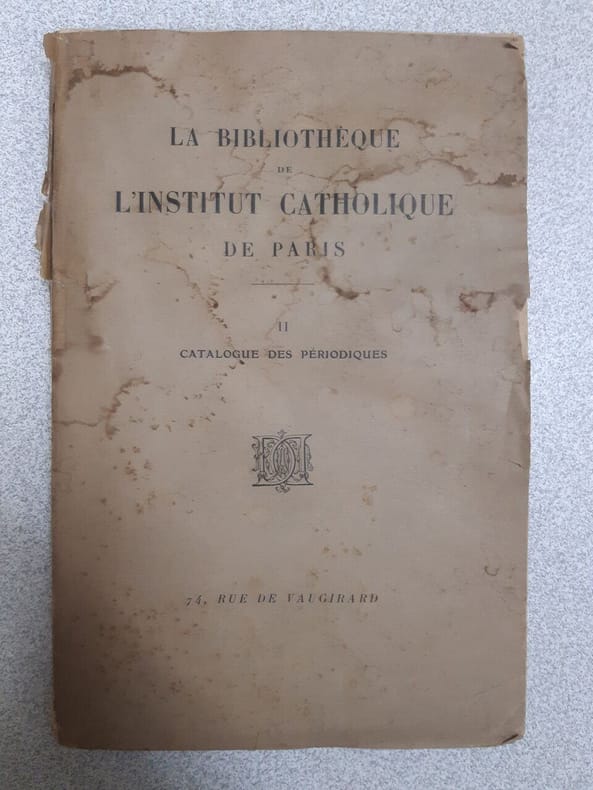 LA BIBLIOTHÈQUE
DE
L'INSTITUT CATHOLIQUE
DE PARIS
II
CATALOGUE DES PÉRIODIQUES
74, RUE DE VAUGIRARD